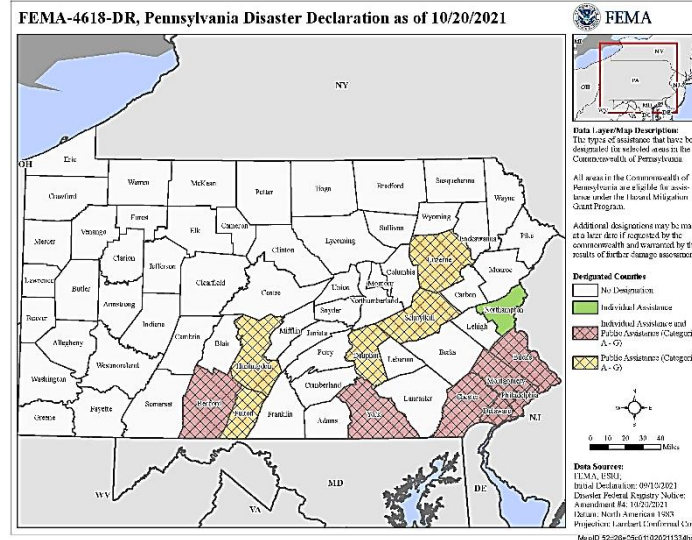 FEMA-4618-DR, Pennsylvania Disaster Declaration as of 10/20/2021
FEMA
NY
OH
Erie
Crawford
Warren
McKean
Potter
Tioga
Bradford
Susquehanna
Wayne
Wyoming
Forest
Elk
Cameron
Sullivan
Lackawanna
Pike
Mercer
Venango
Clinton
Lycoming
Luzerne
Clarion
Jefferson
Columbia
Monroe
Lawrence
Butler
Clearfield
Centre
Union
Montour
Carbon
Northampton
Armstrong
Northumberland
Snyder
Schuylkill
Lehigh
Beaver
Indiana
Mifflin
Juniata
Allegheny
Cambria
Blair
Huntingdon
Perry
Dauphin
Lebanon
Berks
Bucks
Westmoreland
Montgomery
Washington
Cumberland
Philadelphia
Somerset
Bedford
Fulton
Franklin
Adams
York
Lancaster
Chester
Delaware
Greene
Fayette
NJ
MD
DE
WV
VA
Data Layer/Map Description:
The types of assistance that have be
designated for selected areas in the
Commonwealth of Pennsylvania.
All areas in the Commonwealth of
Pennsylvania are eligible for assis-
tance under the Hazard Mitigation
Grant Program.
Additional designations may be ma
at a later date if requested by the
commonwealth and warranted by th
results of further damage assessmen
Designated Counties
No Designation
Individual Assistance
Individual Assistance and
Public Assistance (Categori
A - G)
Public Assistance (Categori
A - G)
0 10 20 30 40
Miles
Data Sources:
FEMA, ESRI;
Initial Declaration: 09/10/2021
Disaster Federal Registry Notice:
Amendment #4: 10/20/2021
Datum: North American 1983
Projection: Lambert Conformal Co